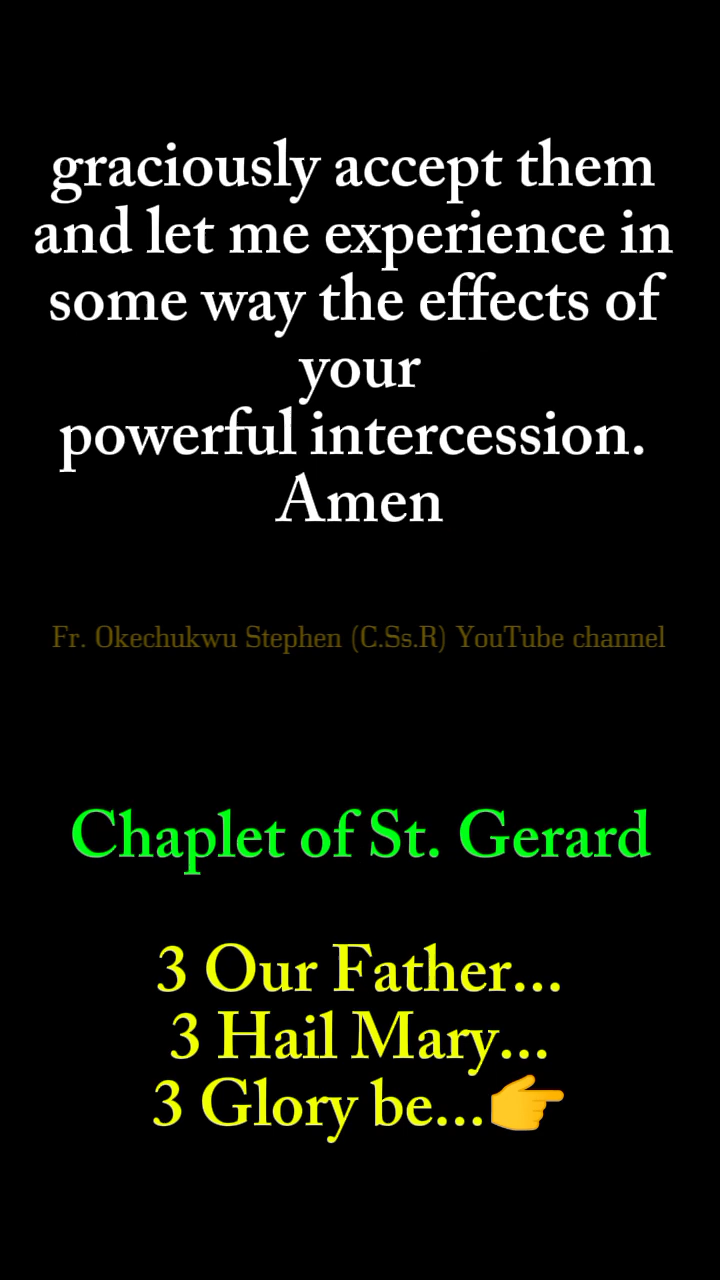 graciously accept them
and let me experience in
some way the effects of
your
powerful intercession.
Amen
Fr. Okechukwu Stephen (C.Ss.R) YouTube channel
Chaplet of St. Gerard
3 Our Father...
3 Hail Mary...
3 Glory be...👉